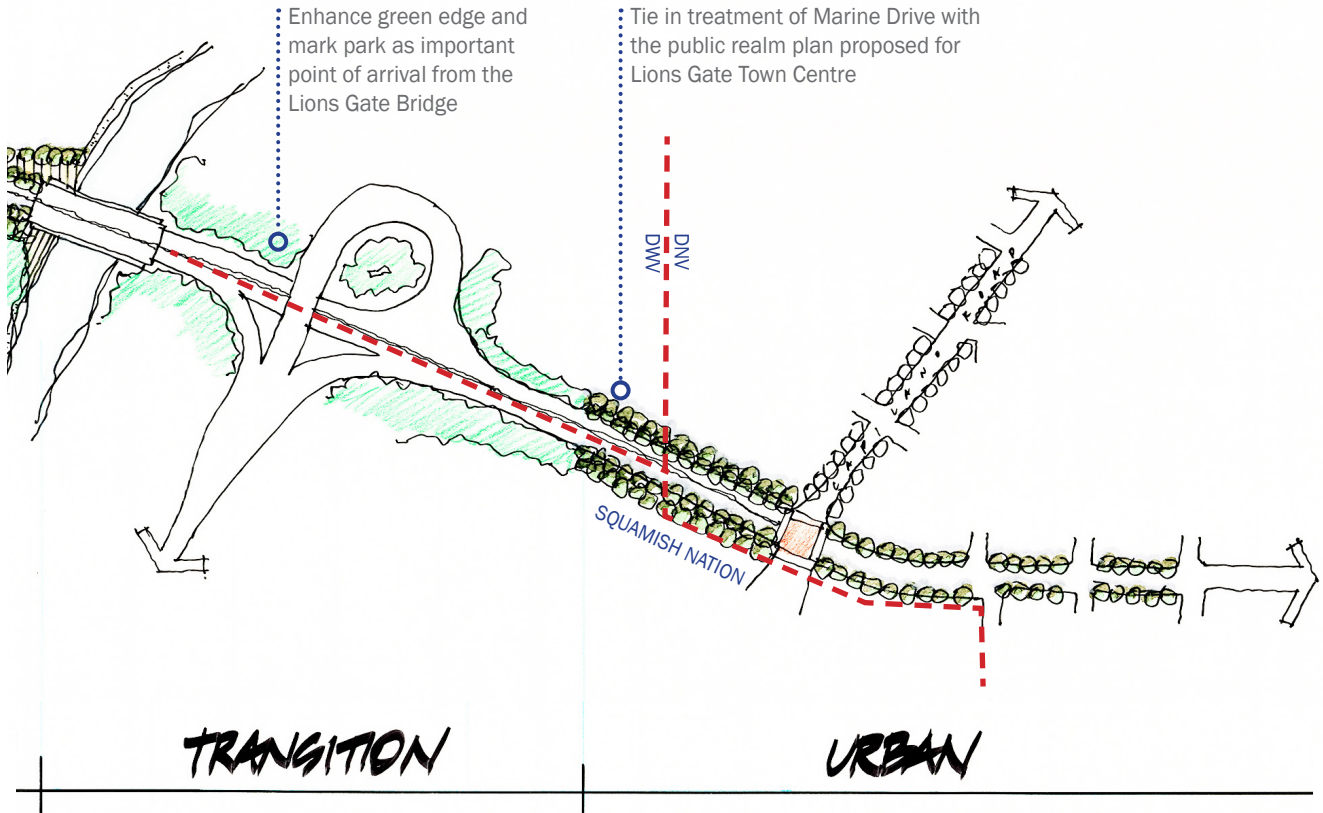 Enhance green edge and
mark park as important
point of arrival from the
Lions Gate Bridge
Tie in treatment of Marine Drive with
the public realm plan proposed for
Lions Gate Town Centre
DNV
DWV
SQUAMISH NATION
TRANSITION
URBAN